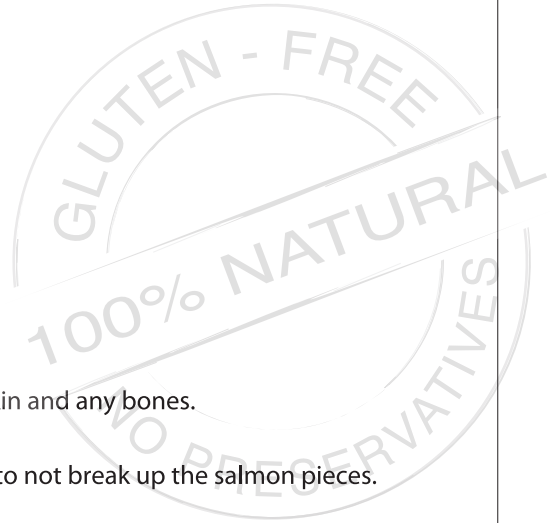 GLUTEN - FREE
100% NATURAL
NO PRESERVATIVES
in and any bones.
to not break up the salmon pieces.